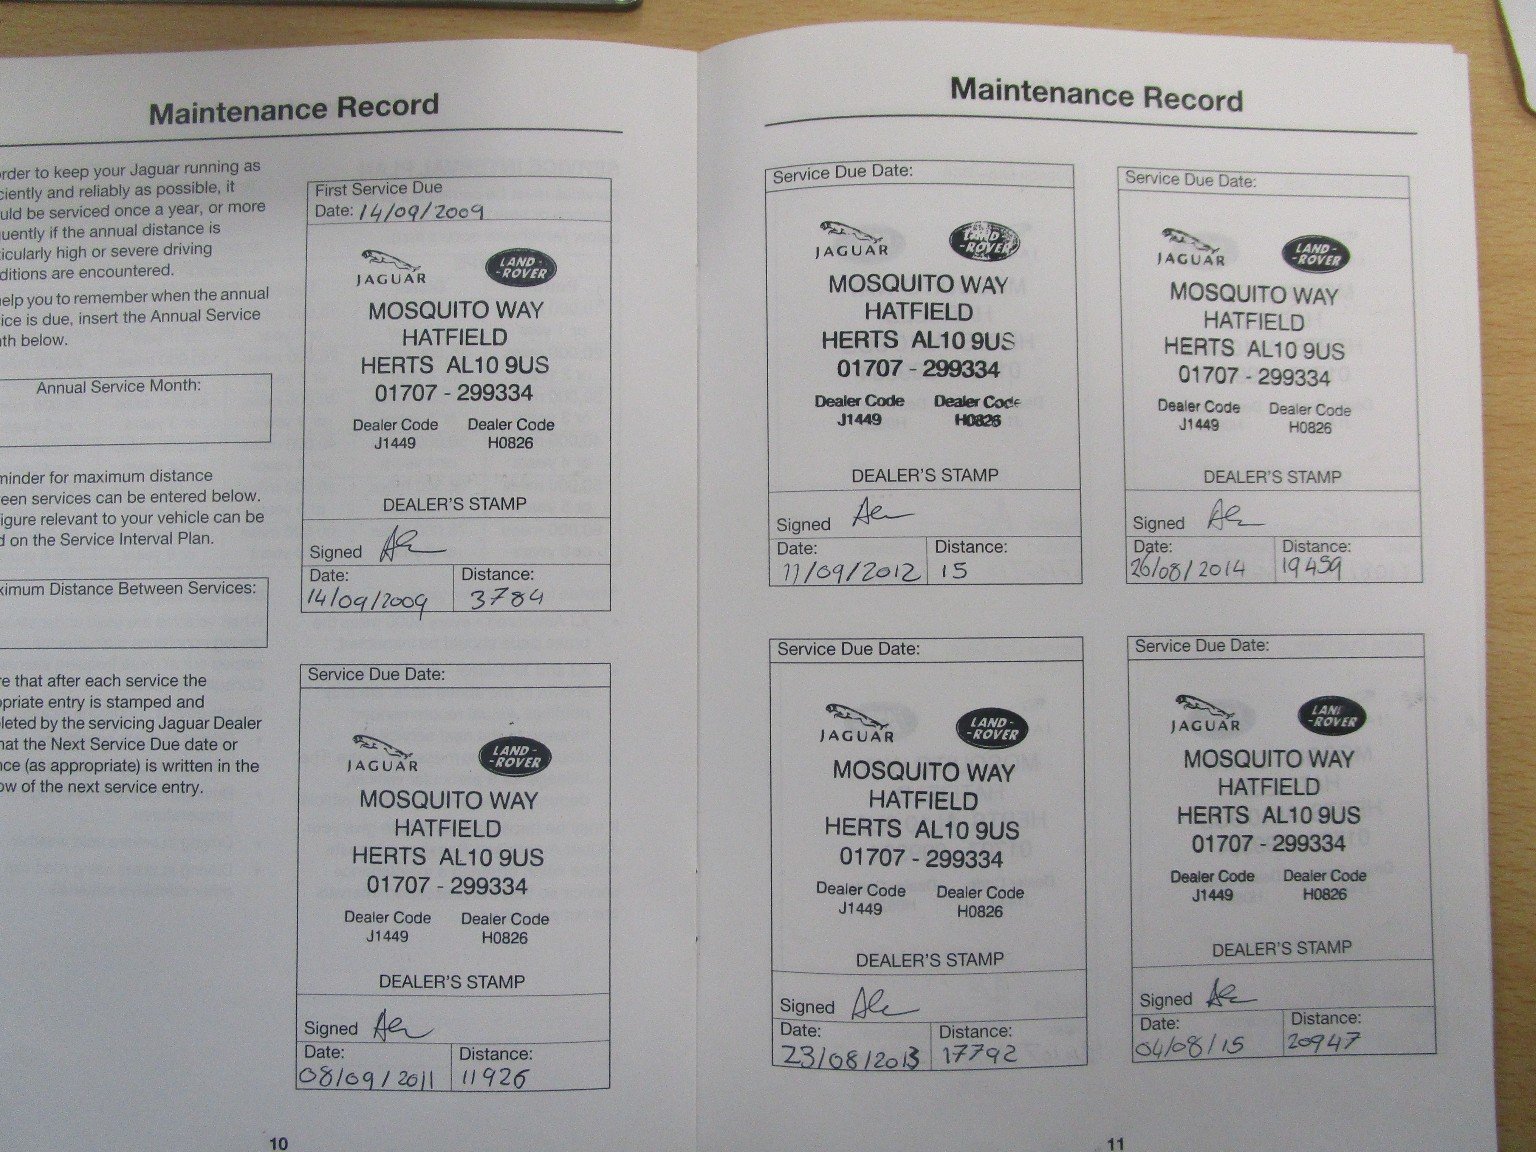 Maintenance Record
order to keep your Jaguar running as
ciently and reliably as possible, it
uld be serviced once a year, or more
uently if the annual distance is
ticularly high or severe driving
ditions are encountered.
help you to remember when the annual
ice is due, insert the Annual Service
th below.
Annual Service Month:
minder for maximum distance
een services can be entered below.
igure relevant to your vehicle can be
d on the Service Interval Plan.
ximum Distance Between Services:
re that after each service the
opriate entry is stamped and
leted by the servicing Jaguar Dealer
hat the Next Service Due date or
nce (as appropriate) is written in the
ow of the next service entry.
First Service Due
Date: 14/09/2009
JAGUAR LAND-
-ROVER
MOSQUITO WAY
HATFIELD
HERTS AL10 9US
01707 - 299334
Dealer Code Dealer Code
J1449 H0826
DEALER'S STAMP
Signed
Date: Distance:
14/09/2009 3784
Service Due Date:
JAGUAR LAND-
-ROVER
MOSQUITO WAY
HATFIELD
HERTS AL10 9US
01707 - 299334
Dealer Code Dealer Code
J1449 H0826
DEALER'S STAMP
Signed
Date: Distance:
08/09/2011 11926
10
Maintenance Record
Service Due Date:
JAGUAR LAND
-ROVER
MOSQUITO WAY
HATFIELD
HERTS AL10 9US
01707 - 299334
Dealer Code Dealer Code
J1449 H0826
DEALER'S STAMP
Signed
Date: Distance:
11/09/2012 15
Service Due Date:
JAGUAR LAND-
-ROVER
MOSQUITO WAY
HATFIELD
HERTS AL10 9US
01707 - 299334
Dealer Code Dealer Code
J1449 H0826
DEALER'S STAMP
Signed
Date: Distance:
26/08/2014 19459
Service Due Date:
JAGUAR LAND-
-ROVER
MOSQUITO WAY
HATFIELD
HERTS AL10 9US
01707 - 299334
Dealer Code Dealer Code
J1449 H0826
DEALER'S STAMP
Signed
Date: Distance:
23/08/2013 17792
Service Due Date:
JAGUAR LAN
-ROVER
MOSQUITO WAY
HATFIELD
HERTS AL10 9US
01707 - 299334
Dealer Code Dealer Code
J1449 H0826
DEALER'S STAMP
Signed
Date: Distance:
04/08/15 20947
11